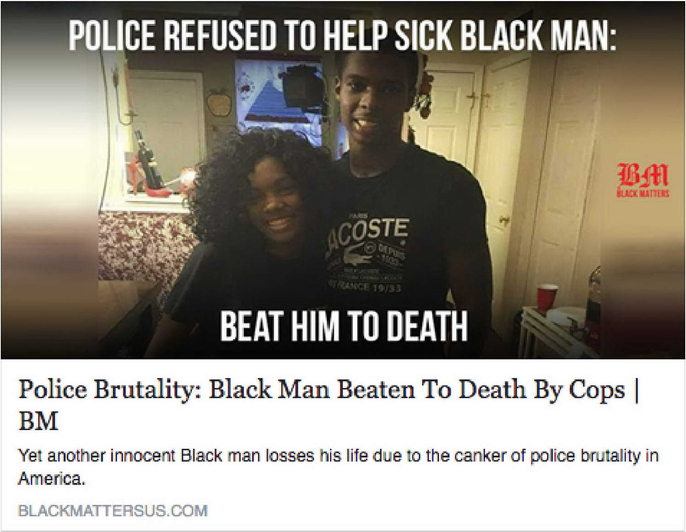 POLICE REFUSED TO HELP SICK BLACK MAN:
BM
BLACK MATTERS
PARIS
LACOSTE
DEPUIS
-1933-
FRANCE 19/33
BEAT HIM TO DEATH
Police Brutality: Black Man Beaten To Death By Cops |
BM
Yet another innocent Black man losses his life due to the canker of police brutality in
America.
BLACKMATTERSUS.COM